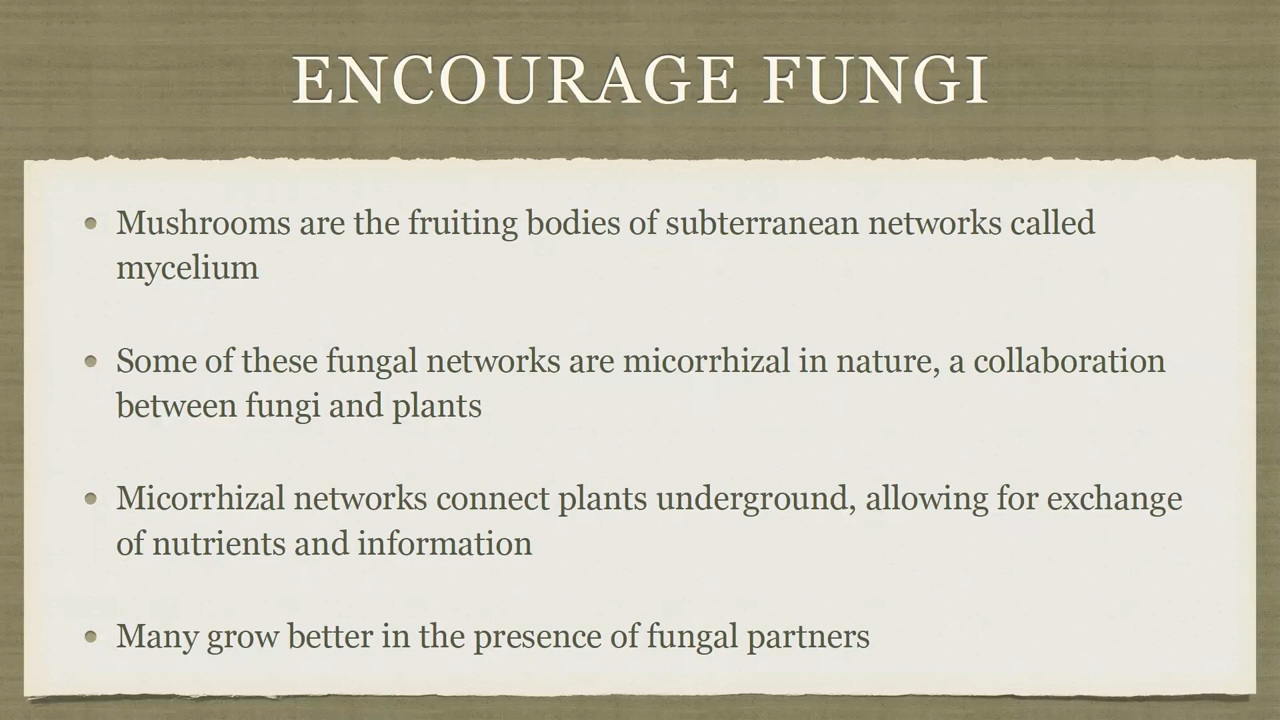 ENCOURAGE FUNGI
• Mushrooms are the fruiting bodies of subterranean networks called
mycelium
• Some of these fungal networks are micorrhizal in nature, a collaboration
between fungi and plants
• Micorrhizal networks connect plants underground, allowing for exchange
of nutrients and information
• Many grow better in the presence of fungal partners